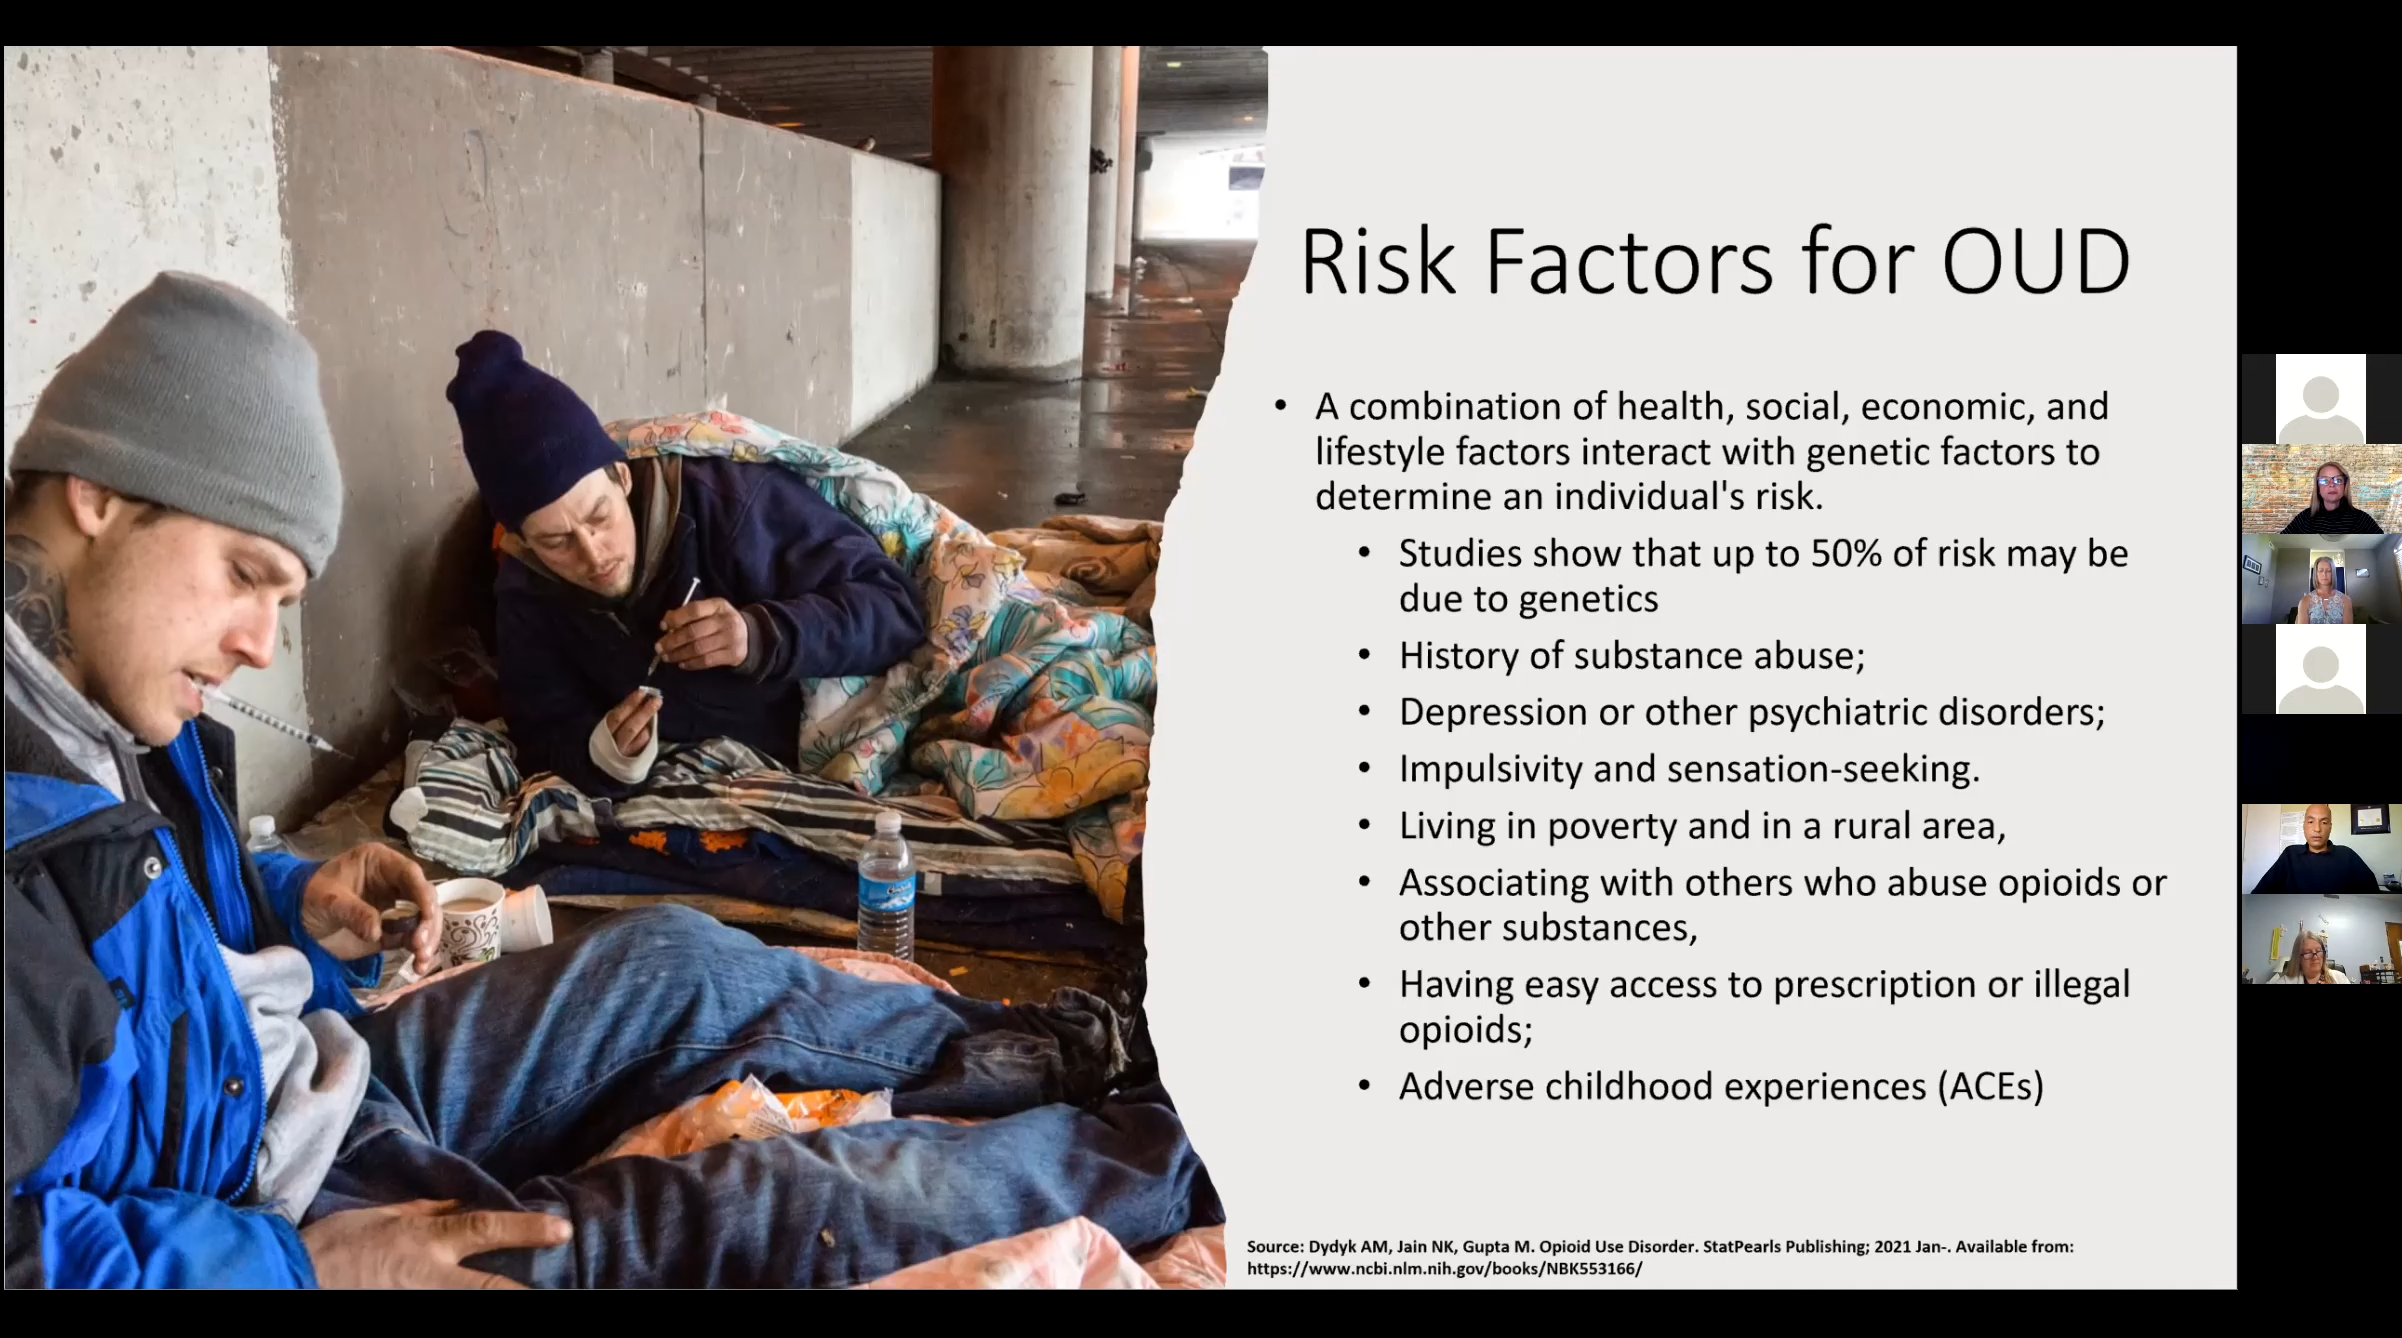 Risk Factors for OUD
• A combination of health, social, economic, and
lifestyle factors interact with genetic factors to
determine an individual's risk.
• Studies show that up to 50% of risk may be
due to genetics
• History of substance abuse;
• Depression or other psychiatric disorders;
• Impulsivity and sensation-seeking.
• Living in poverty and in a rural area,
• Associating with others who abuse opioids or
other substances,
• Having easy access to prescription or illegal
opioids;
• Adverse childhood experiences (ACEs)
Source: Dydyk AM, Jain NK, Gupta M. Opioid Use Disorder. StatPearls Publishing; 2021 Jan-. Available from:
https://www.ncbi.nlm.nih.gov/books/NBK553166/